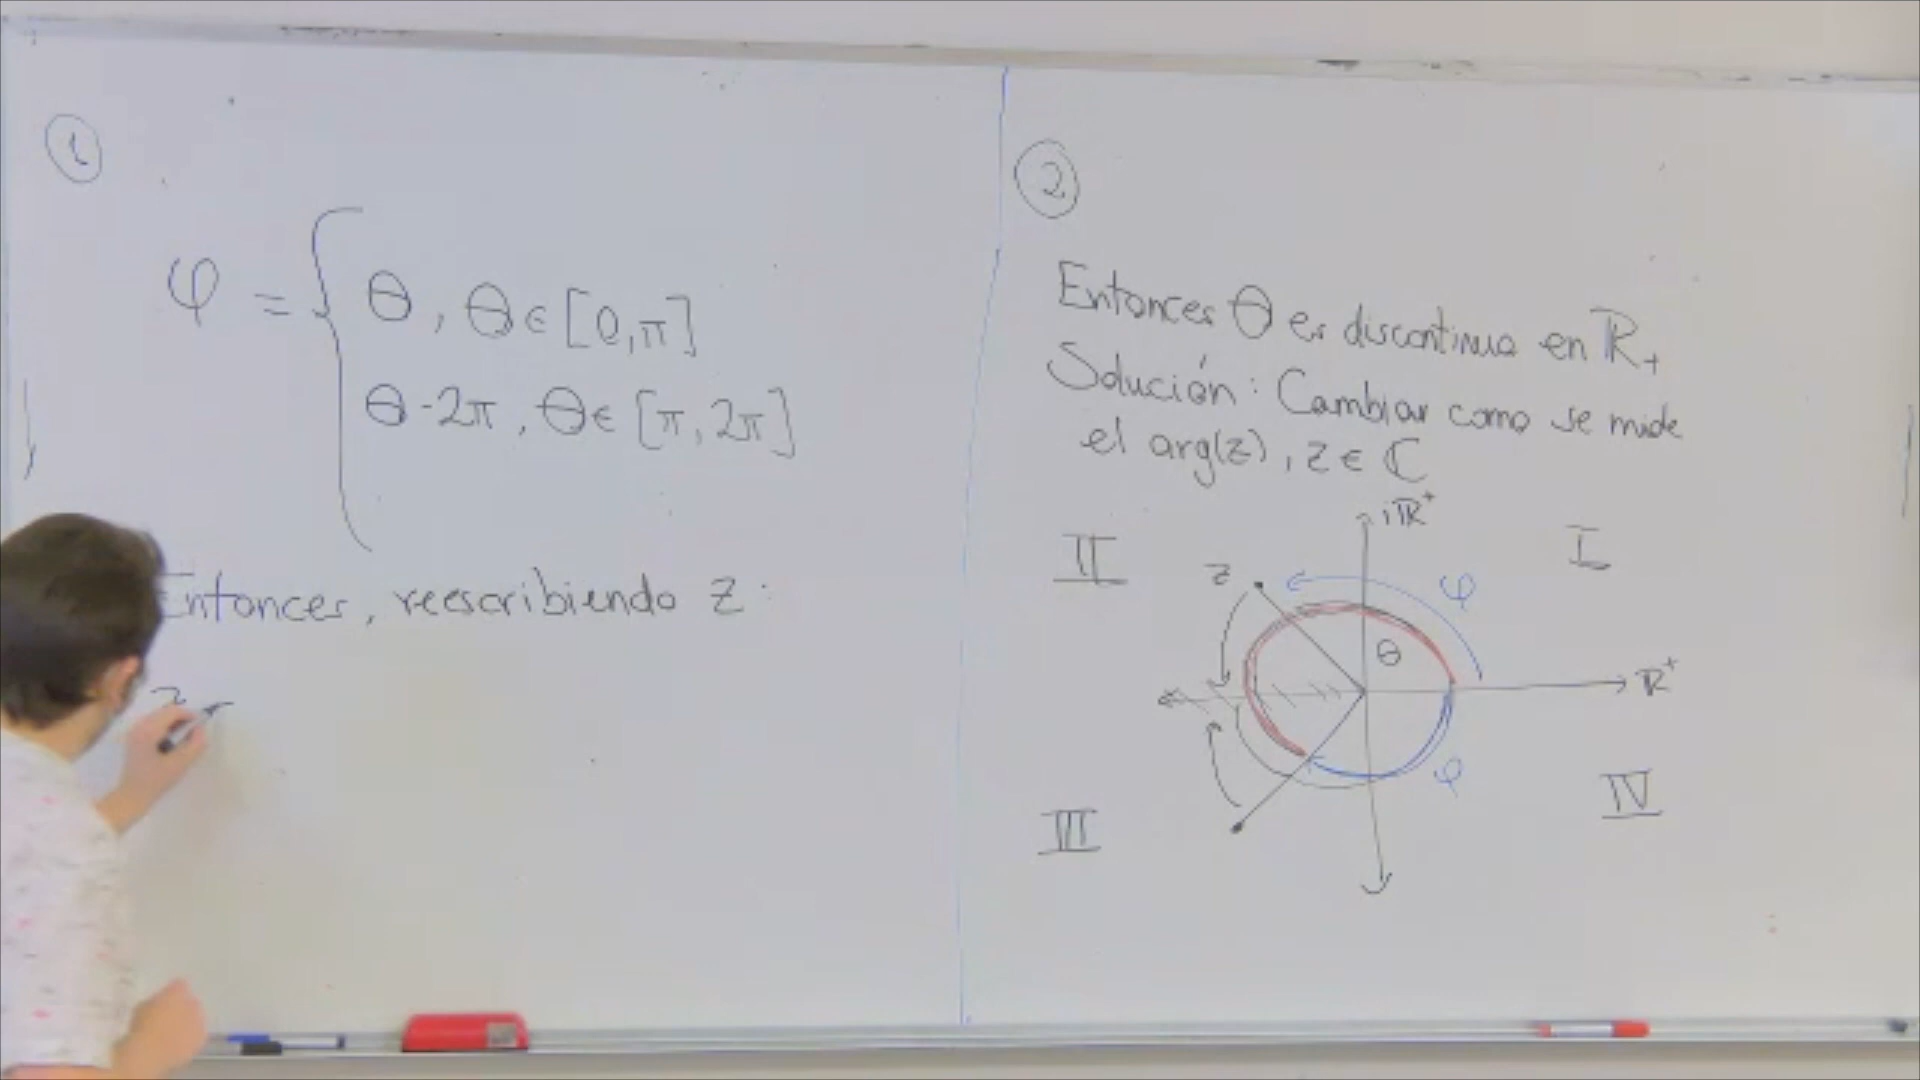 1
φ = { θ, θ ∈ [0, π]
θ - 2π, θ ∈ [π, 2π]
Entonces, reescribiendo z:
z
2
Entonces θ es discontinua en ℝ₊
Solución: Cambiar como se mide
el arg(z), z ∈ ℂ
iℝ⁺
II
I
z
φ
θ
ℝ⁺
φ
IV
III